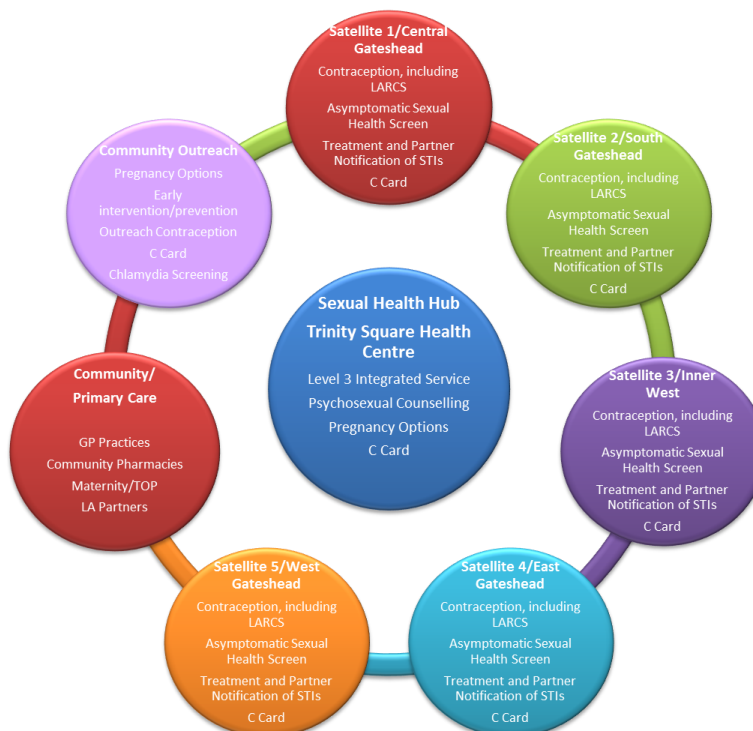 Satellite 1/Central
Gateshead
Contraception, including
LARCS
Asymptomatic Sexual
Health Screen
Treatment and Partner
Notification of STIs
C Card
Satellite 2/South
Gateshead
Contraception, including
LARCS
Asymptomatic Sexual
Health Screen
Treatment and Partner
Notification of STIs
C Card
Satellite 3/Inner
West
Contraception, including
LARCS
Asymptomatic Sexual
Health Screen
Treatment and Partner
Notification of STIs
C Card
Satellite 4/East
Gateshead
Contraception, including
LARCS
Asymptomatic Sexual
Health Screen
Treatment and Partner
Notification of STIs
C Card
Satellite 5/West
Gateshead
Contraception, including
LARCS
Asymptomatic Sexual
Health Screen
Treatment and Partner
Notification of STIs
C Card
Community/
Primary Care
GP Practices
Community Pharmacies
Maternity/TOP
LA Partners
Community Outreach
Pregnancy Options
Early
intervention/prevention
Outreach Contraception
C Card
Chlamydia Screening
Sexual Health Hub
Trinity Square Health
Centre
Level 3 Integrated Service
Psychosexual Counselling
Pregnancy Options
C Card